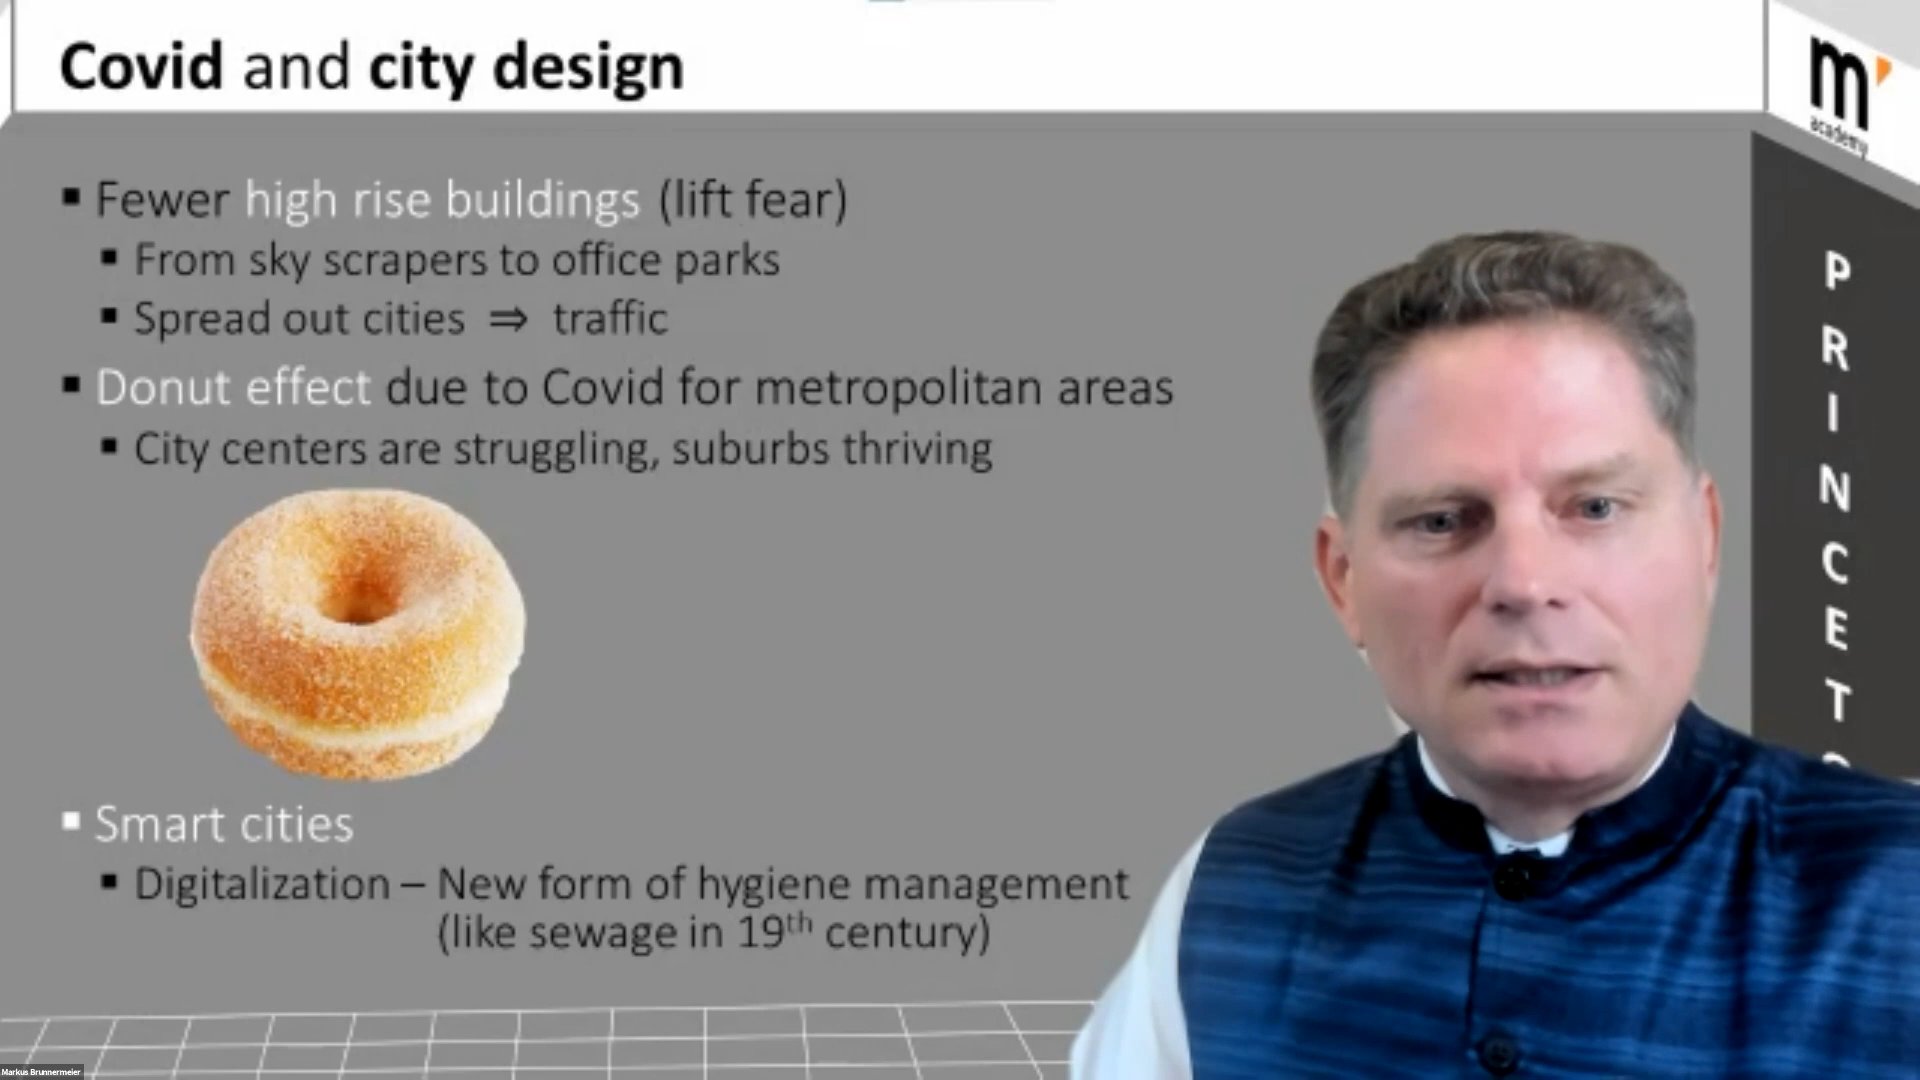 Covid and city design
m'
academy
▪ Fewer high rise buildings (lift fear)
▪ From sky scrapers to office parks
▪ Spread out cities ⇒ traffic
▪ Donut effect due to Covid for metropolitan areas
▪ City centers are struggling, suburbs thriving
▪ Smart cities
▪ Digitalization – New form of hygiene management
(like sewage in 19th century)
P
R
I
N
C
E
T
Markus Brunnermeier